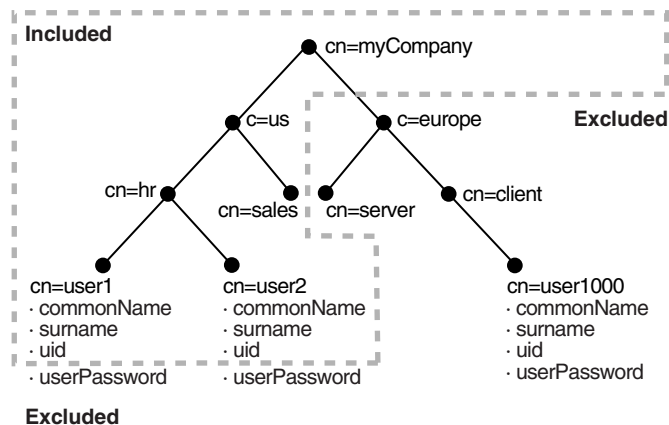 Included
cn=myCompany
c=us
c=europe
Excluded
cn=hr
cn=sales
cn=server
cn=client
cn=user1
· commonName
· surname
· uid
· userPassword
cn=user2
· commonName
· surname
· uid
· userPassword
cn=user1000
· commonName
· surname
· uid
· userPassword
Excluded